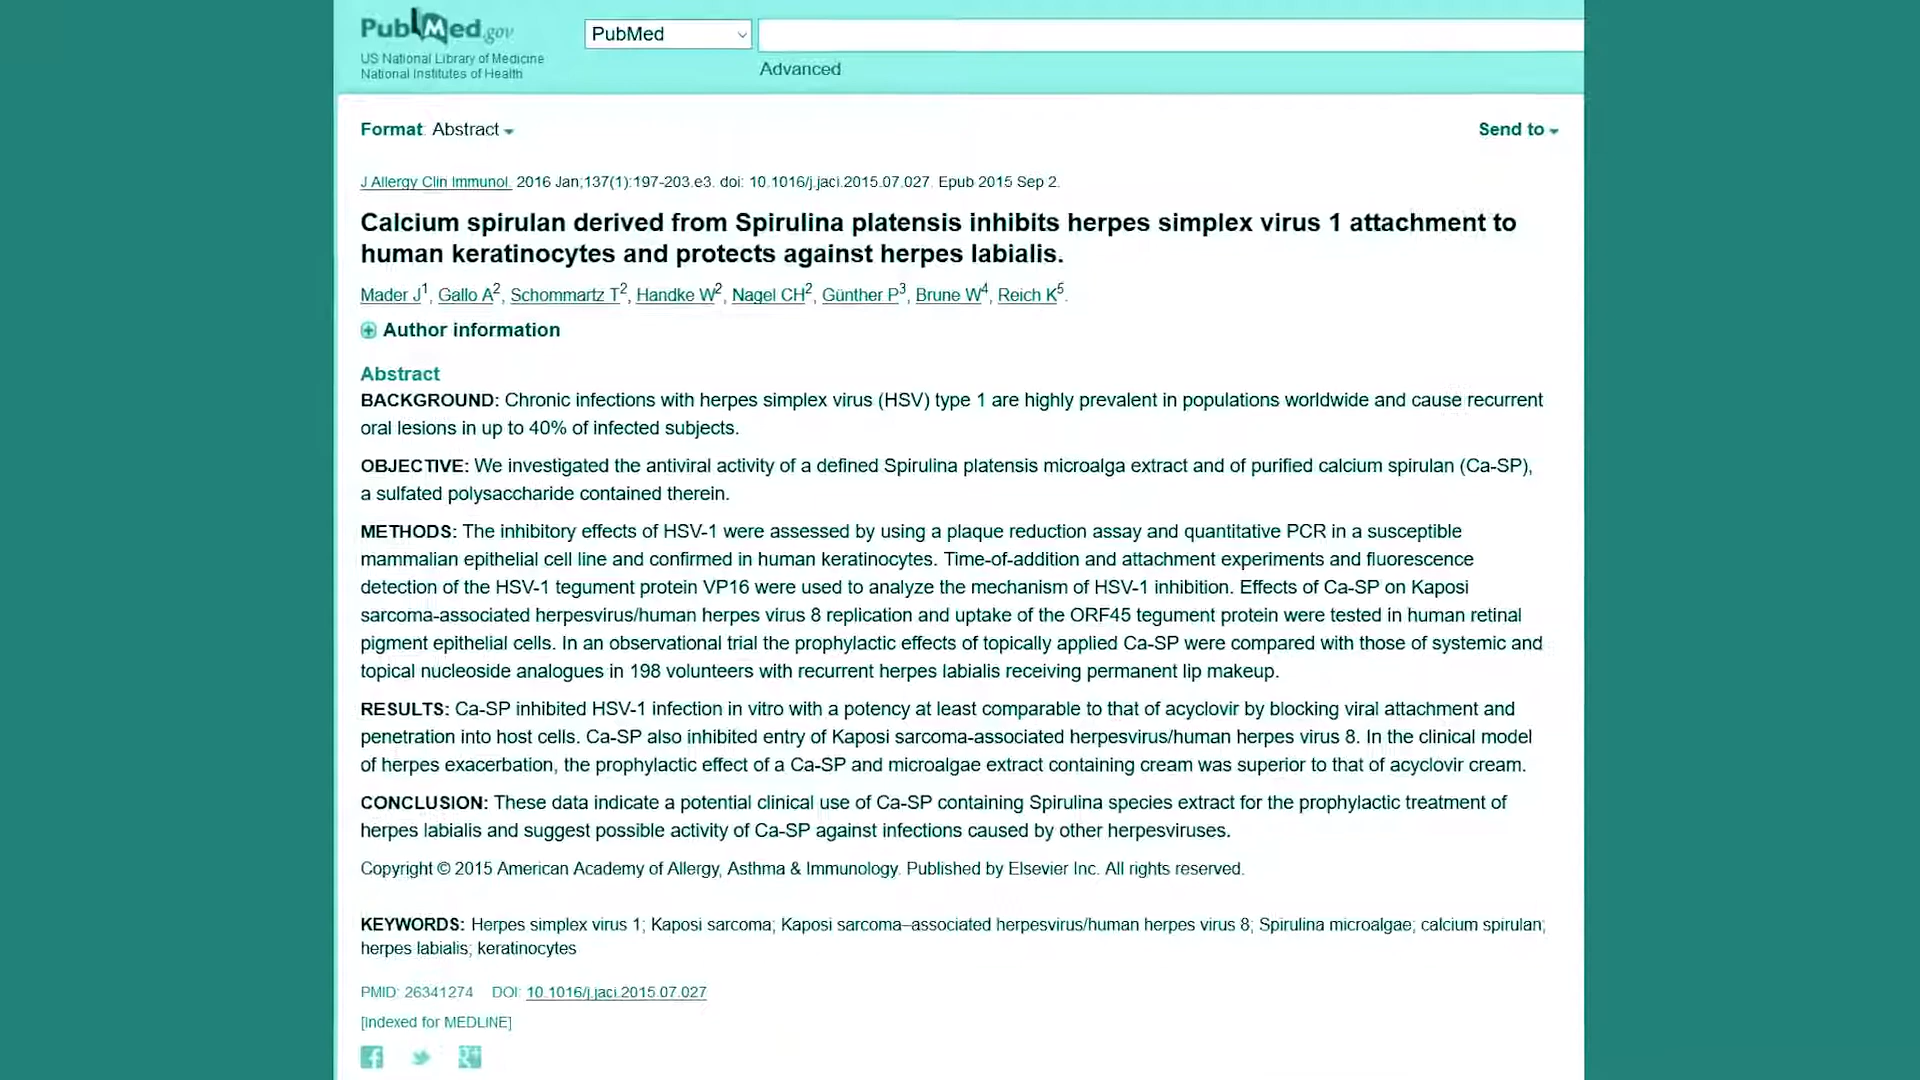 PubMed.gov
US National Library of Medicine
National Institutes of Health
PubMed
Advanced
Format: Abstract
Send to
J Allergy Clin Immunol. 2016 Jan;137(1):197-203.e3. doi: 10.1016/j.jaci.2015.07.027. Epub 2015 Sep 2.
Calcium spirulan derived from Spirulina platensis inhibits herpes simplex virus 1 attachment to
human keratinocytes and protects against herpes labialis.
Mader J1, Gallo A2, Schommartz T2, Handke W2, Nagel CH2, Günther P3, Brune W4, Reich K5.
Author information
Abstract
BACKGROUND: Chronic infections with herpes simplex virus (HSV) type 1 are highly prevalent in populations worldwide and cause recurrent
oral lesions in up to 40% of infected subjects.
OBJECTIVE: We investigated the antiviral activity of a defined Spirulina platensis microalga extract and of purified calcium spirulan (Ca-SP),
a sulfated polysaccharide contained therein.
METHODS: The inhibitory effects of HSV-1 were assessed by using a plaque reduction assay and quantitative PCR in a susceptible
mammalian epithelial cell line and confirmed in human keratinocytes. Time-of-addition and attachment experiments and fluorescence
detection of the HSV-1 tegument protein VP16 were used to analyze the mechanism of HSV-1 inhibition. Effects of Ca-SP on Kaposi
sarcoma-associated herpesvirus/human herpes virus 8 replication and uptake of the ORF45 tegument protein were tested in human retinal
pigment epithelial cells. In an observational trial the prophylactic effects of topically applied Ca-SP were compared with those of systemic and
topical nucleoside analogues in 198 volunteers with recurrent herpes labialis receiving permanent lip makeup.
RESULTS: Ca-SP inhibited HSV-1 infection in vitro with a potency at least comparable to that of acyclovir by blocking viral attachment and
penetration into host cells. Ca-SP also inhibited entry of Kaposi sarcoma-associated herpesvirus/human herpes virus 8. In the clinical model
of herpes exacerbation, the prophylactic effect of a Ca-SP and microalgae extract containing cream was superior to that of acyclovir cream.
CONCLUSION: These data indicate a potential clinical use of Ca-SP containing Spirulina species extract for the prophylactic treatment of
herpes labialis and suggest possible activity of Ca-SP against infections caused by other herpesviruses.
Copyright © 2015 American Academy of Allergy, Asthma & Immunology. Published by Elsevier Inc. All rights reserved.
KEYWORDS: Herpes simplex virus 1; Kaposi sarcoma; Kaposi sarcoma–associated herpesvirus/human herpes virus 8; Spirulina microalgae; calcium spirulan;
herpes labialis; keratinocytes
PMID: 26341274 DOI: 10.1016/j.jaci.2015.07.027
[Indexed for MEDLINE]